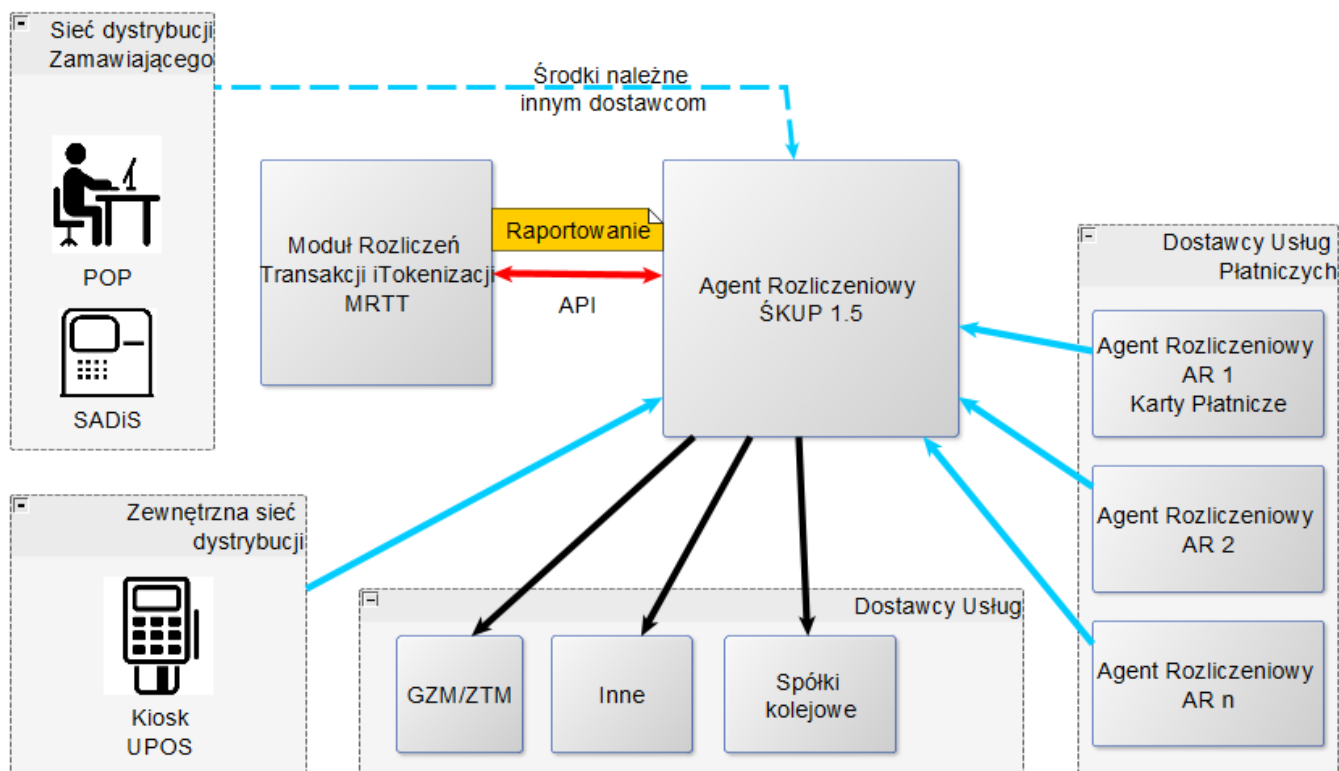 Sieć dystrybucji
Zamawiającego
POP
SADiS
Środki należne
innym dostawcom
Moduł Rozliczeń
Transakcji iTokenizacji
MRTT
Raportowanie
API
Agent Rozliczeniowy
ŚKUP 1.5
Dostawcy Usług
Płatniczych
Agent Rozliczeniowy
AR 1
Karty Płatnicze
Agent Rozliczeniowy
AR 2
Agent Rozliczeniowy
AR n
Zewnętrzna sieć
dystrybucji
Kiosk
UPOS
Dostawcy Usług
GZM/ZTM
Inne
Spółki
kolejowe